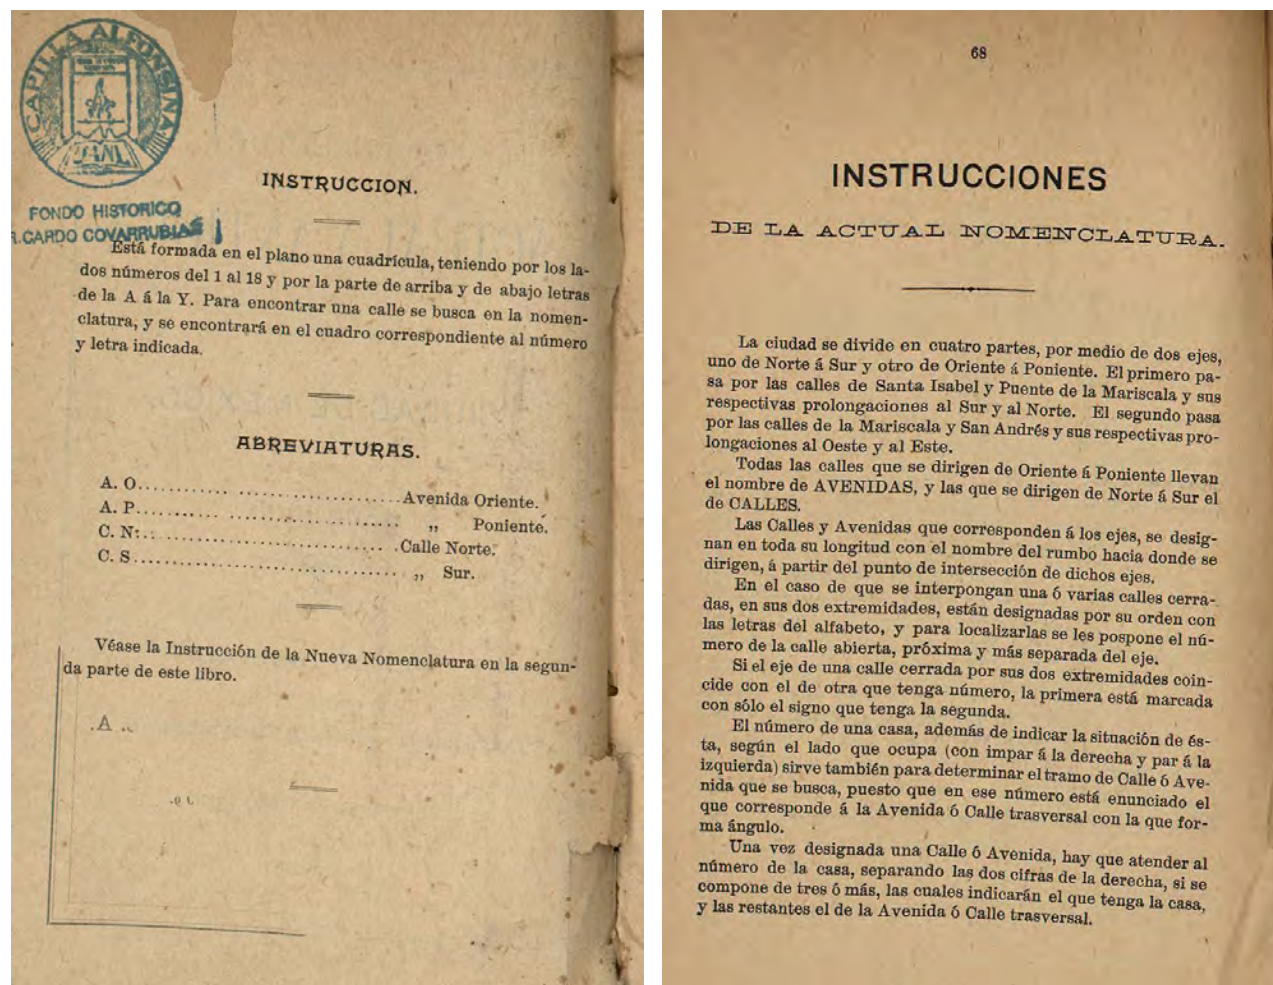 CAPILLA ALFONSINA
UANL
FONDO HISTORICO
CARDO COVARRUBIAS
INSTRUCCION.
Está formada en el plano una cuadrícula, teniendo por los la-
dos números del 1 al 18 y por la parte de arriba y de abajo letras
de la A á la Y. Para encontrar una calle se busca en la nomen-
clatura, y se encontrará en el cuadro correspondiente al número
y letra indicada.
ABREVIATURAS.
A. O. .............................. Avenida Oriente.
A. P. .............................. „ Poniente.
C. N. .............................. Calle Norte.
C. S. .............................. „ Sur.
Véase la Instrucción de la Nueva Nomenclatura en la segun-
da parte de este libro.
68
INSTRUCCIONES
DE LA ACTUAL NOMENCLATURA.
La ciudad se divide en cuatro partes, por medio de dos ejes,
uno de Norte á Sur y otro de Oriente á Poniente. El primero pa-
sa por las calles de Santa Isabel y Puente de la Mariscala y sus
respectivas prolongaciones al Sur y al Norte. El segundo pasa
por las calles de la Mariscala y San Andrés y sus respectivas pro-
longaciones al Oeste y al Este.
Todas las calles que se dirigen de Oriente á Poniente llevan
el nombre de AVENIDAS, y las que se dirigen de Norte á Sur el
de CALLES.
Las Calles y Avenidas que corresponden á los ejes, se desig-
nan en toda su longitud con el nombre del rumbo hacia donde se
dirigen, á partir del punto de intersección de dichos ejes.
En el caso de que se interpongan una ó varias calles cerra-
das, en sus dos extremidades, están designadas por su orden con
las letras del alfabeto, y para localizarlas se les pospone el nú-
mero de la calle abierta, próxima y más separada del eje.
Si el eje de una calle cerrada por sus dos extremidades coin-
cide con el de otra que tenga número, la primera está marcada
con sólo el signo que tenga la segunda.
El número de una casa, además de indicar la situación de és-
ta, según el lado que ocupa (con impar á la derecha y par á la
izquierda) sirve también para determinar el tramo de Calle ó Ave-
nida que se busca, puesto que en ese número está enunciado el
que corresponde á la Avenida ó Calle trasversal con la que for-
ma ángulo.
Una vez designada una Calle ó Avenida, hay que atender al
número de la casa, separando las dos cifras de la derecha, si se
compone de tres ó más, las cuales indicarán el que tenga la casa,
y las restantes el de la Avenida ó Calle trasversal.